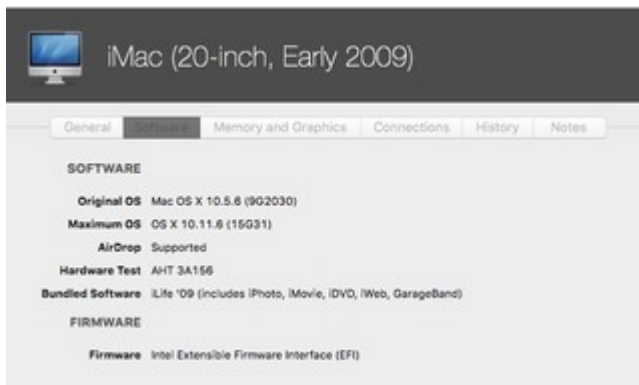 iMac (20-inch, Early 2009)
General Software Memory and Graphics Connections History Notes
SOFTWARE
Original OS Mac OS X 10.5.6 (9G2030)
Maximum OS OS X 10.11.6 (15G31)
AirDrop Supported
Hardware Test AHT 3A156
Bundled Software iLife '09 (includes iPhoto, iMovie, iDVD, iWeb, GarageBand)
FIRMWARE
Firmware Intel Extensible Firmware Interface (EFI)